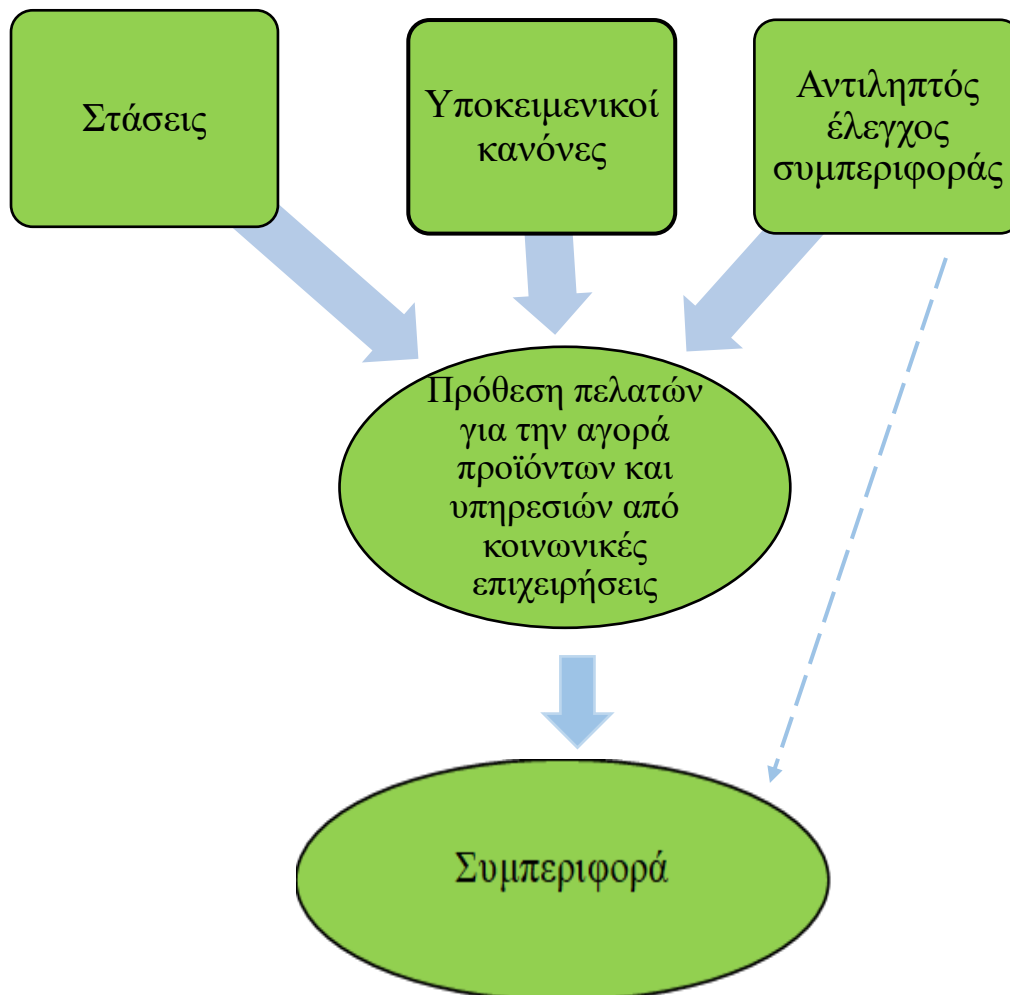 Στάσεις
Υποκειμενικοί
κανόνες
Αντιληπτός
έλεγχος
συμπεριφοράς
Πρόθεση πελατών
για την αγορά
προϊόντων και
υπηρεσιών από
κοινωνικές
επιχειρήσεις
Συμπεριφορά